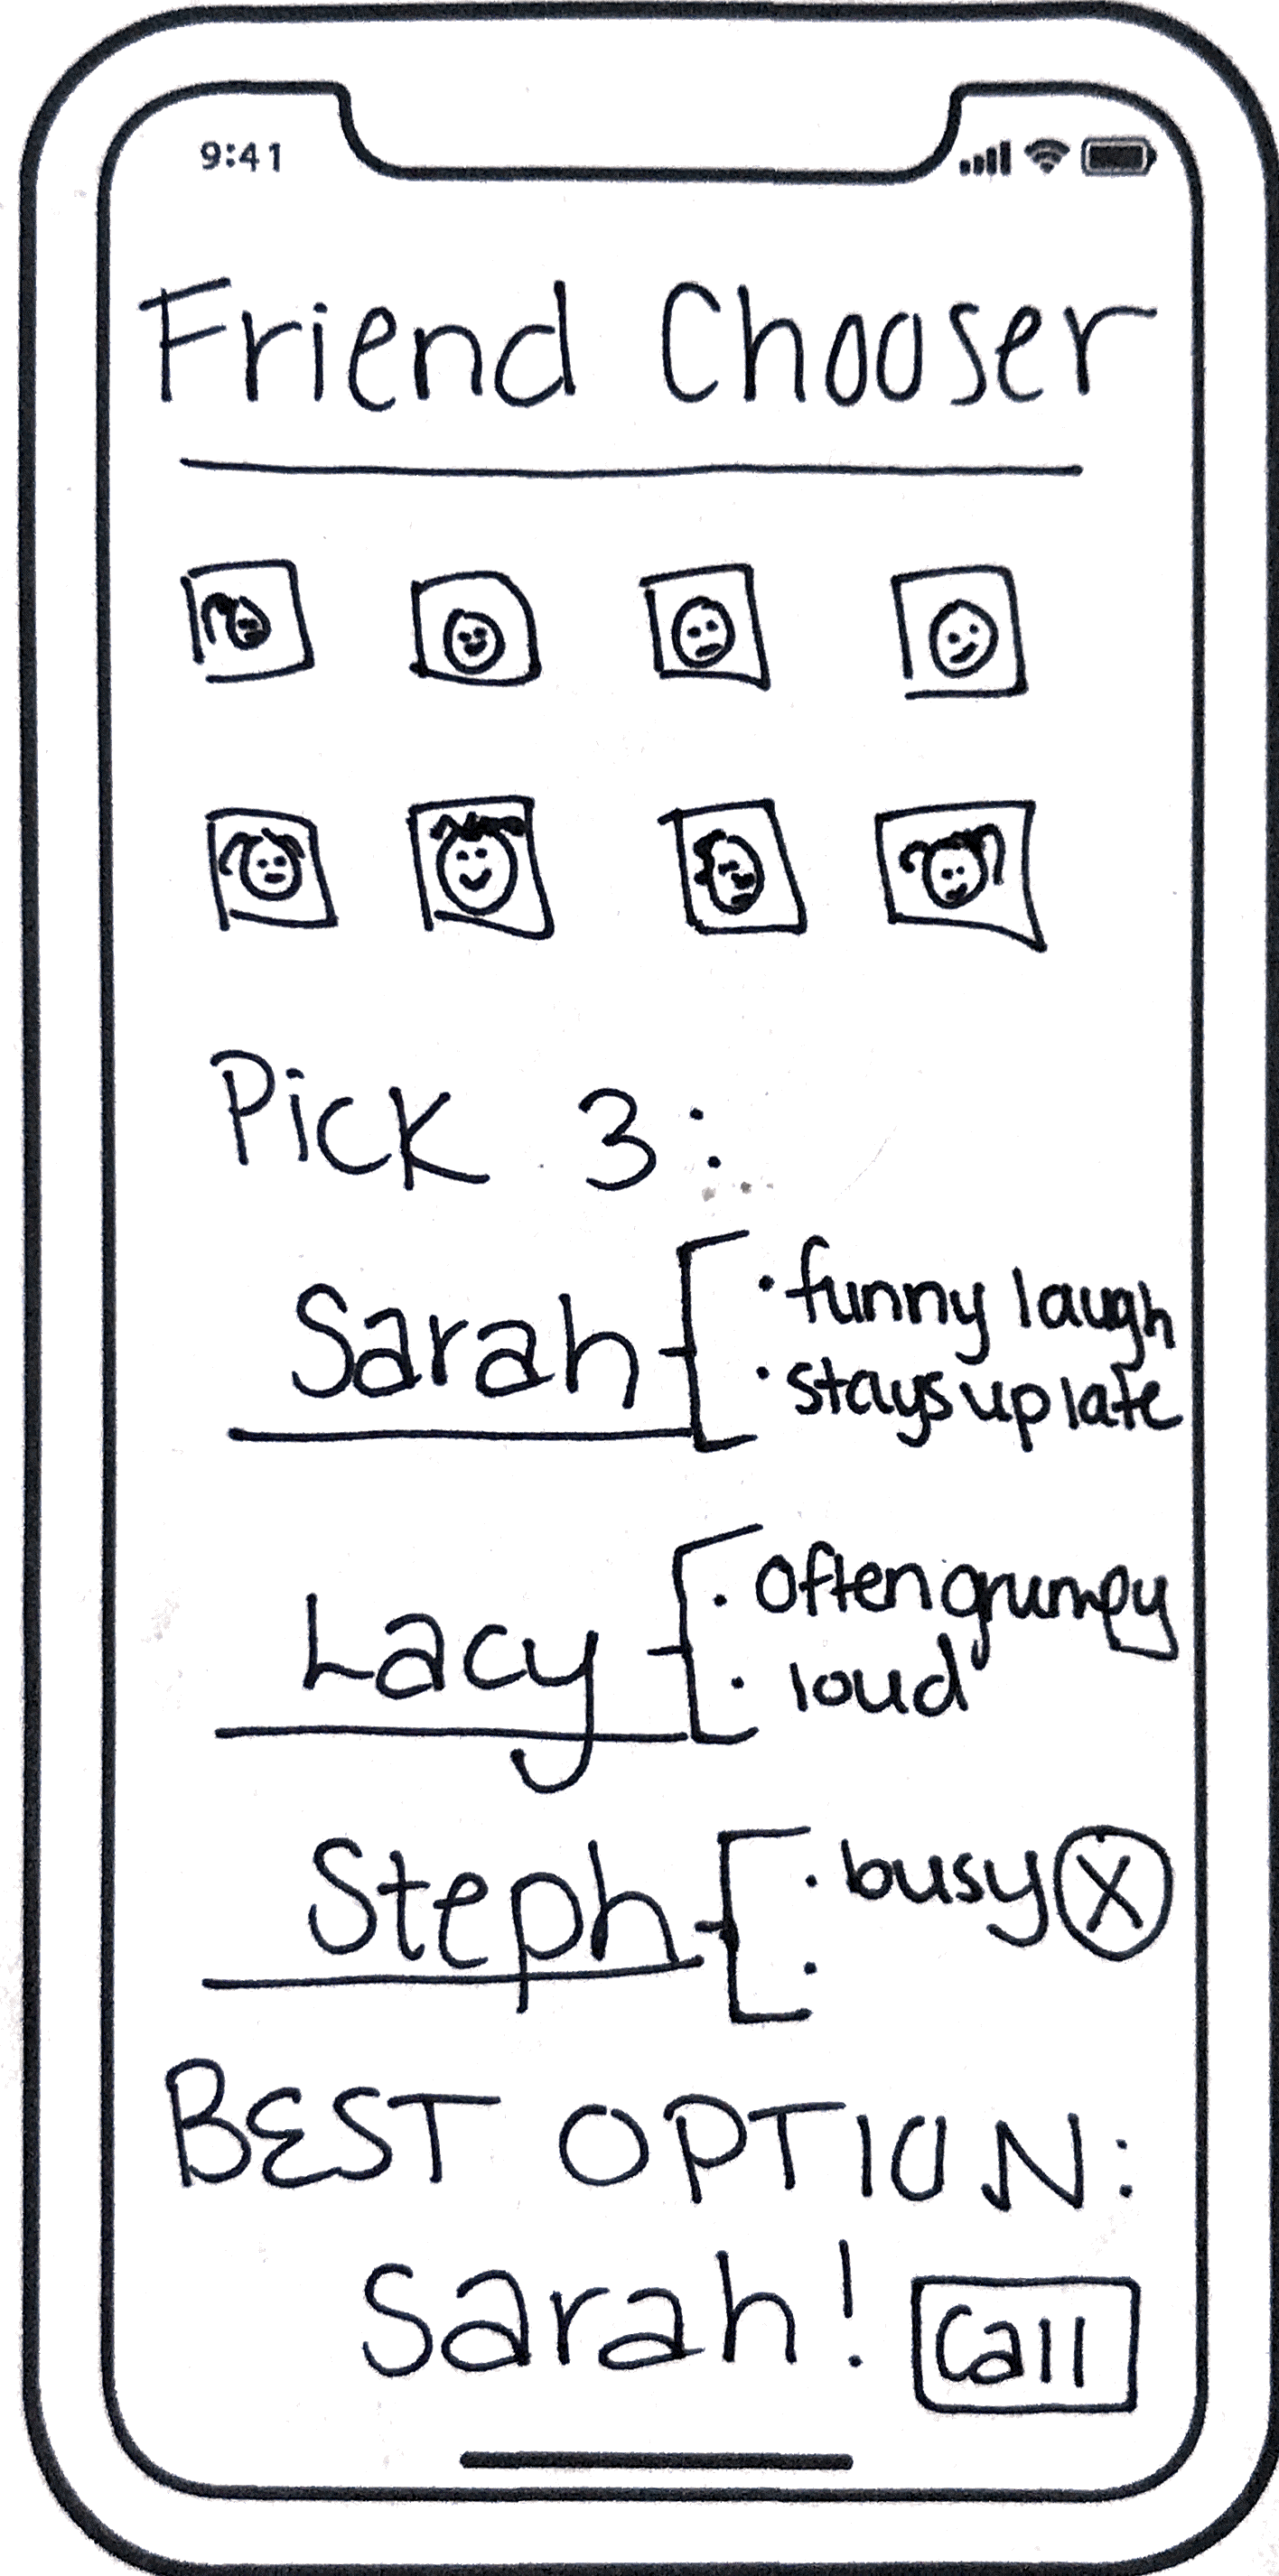 9:41
Friend Chooser
Pick 3:
Sarah
• funny laugh
• stays up late
Lacy
• Often grumpy
• loud
Steph
• busy X
•
BEST OPTION:
Sarah!
Call